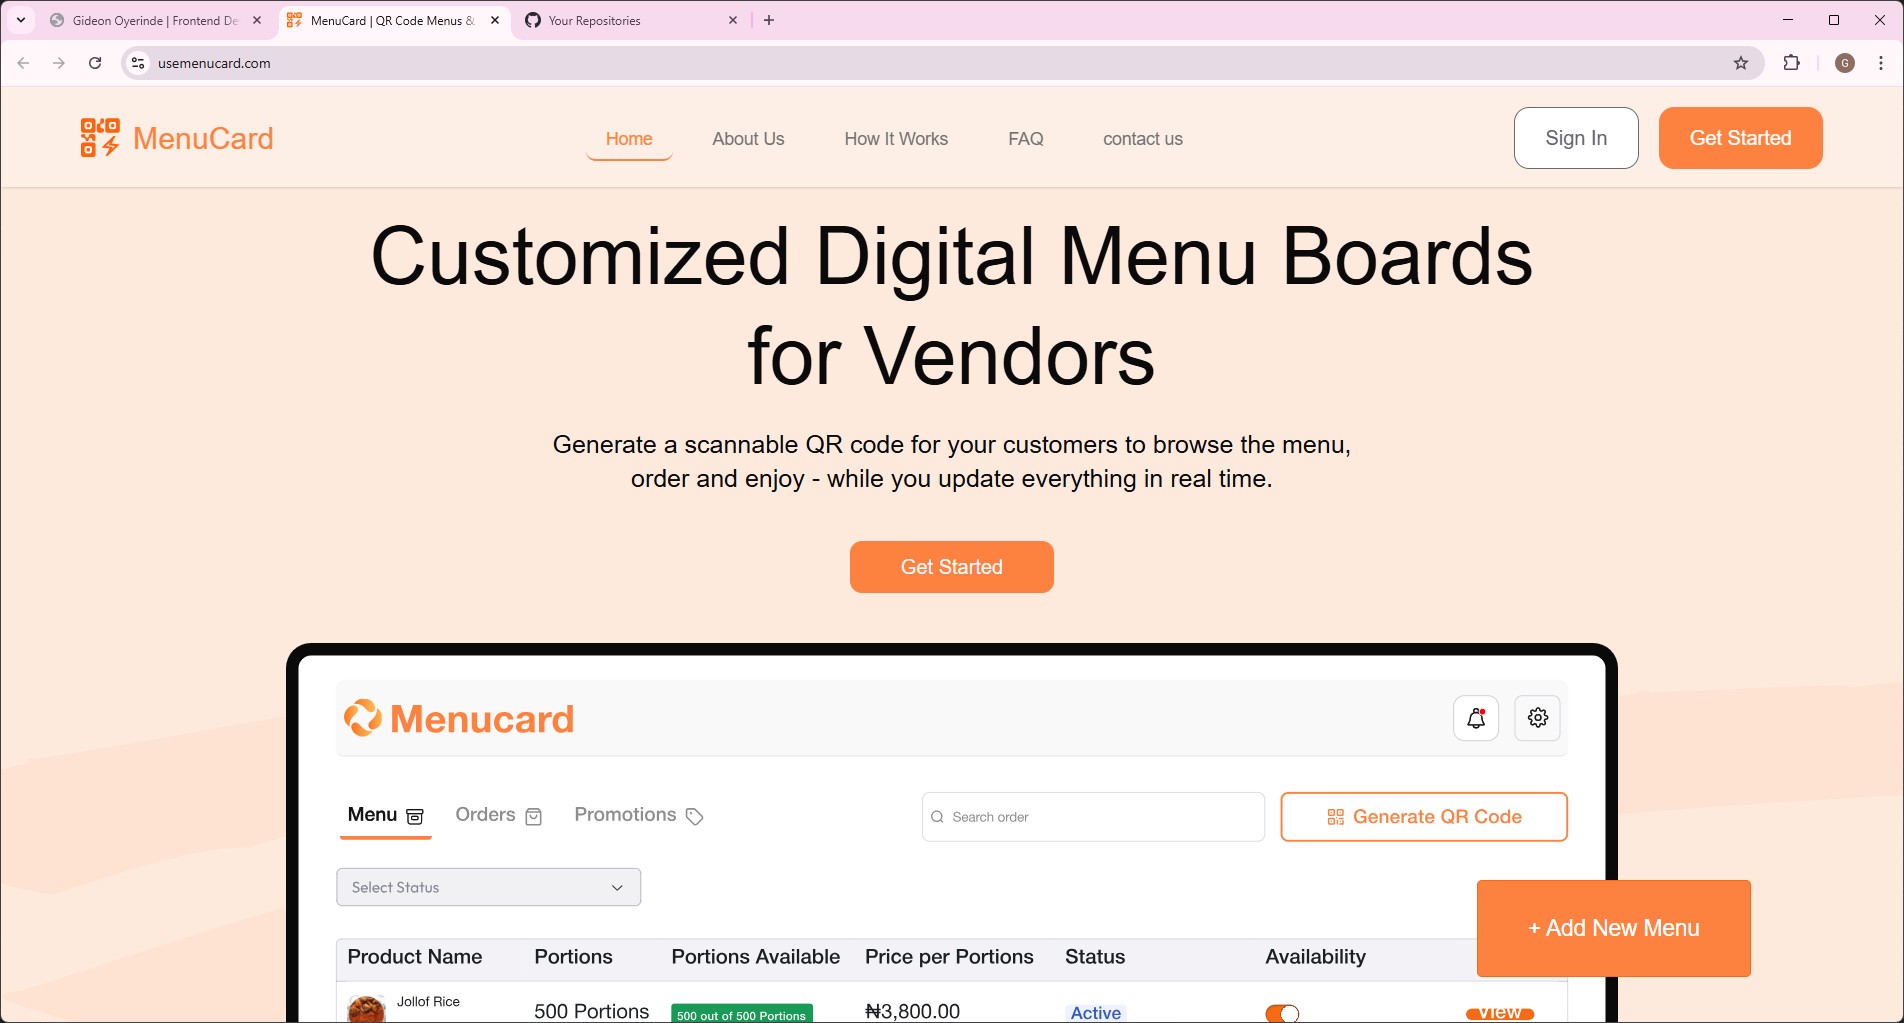 Gideon Oyerinde | Frontend De
MenuCard | QR Code Menus &
Your Repositories
usemenucard.com
G
MenuCard
Home
About Us
How It Works
FAQ
contact us
Sign In
Get Started
Customized Digital Menu Boards
for Vendors
Generate a scannable QR code for your customers to browse the menu,
order and enjoy - while you update everything in real time.
Get Started
Menucard
Menu
Orders
Promotions
Search order
Generate QR Code
Select Status
+ Add New Menu
Product Name
Portions
Portions Available
Price per Portions
Status
Availability
Jollof Rice
500 Portions
500 out of 500 Portions
₦3,800.00
Active
View